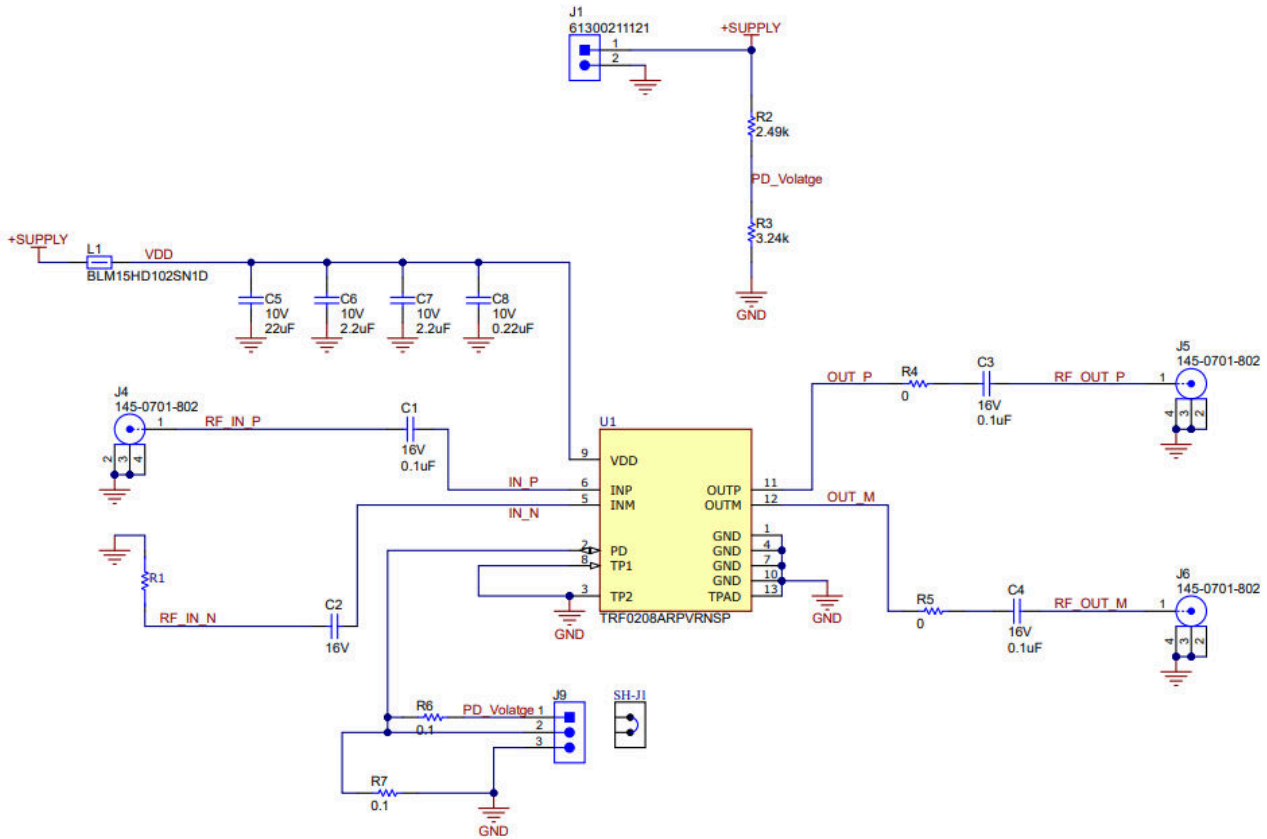 J1
61300211121
1
2
+SUPPLY
R2
2.49k
PD_Volatge
R3
3.24k
GND
+SUPPLY
L1
BLM15HD102SN1D
VDD
C5
10V
22uF
C6
10V
2.2uF
C7
10V
2.2uF
C8
10V
0.22uF
J4
145-0701-802
1
2
3
4
RF_IN_P
C1
16V
0.1uF
IN_P
IN_N
R1
RF_IN_N
C2
16V
U1
9
VDD
6
INP
5
INM
2
PD
8
TP1
3
TP2
OUTP
11
OUTM
12
GND
1
GND
4
GND
7
GND
10
TPAD
13
TRF0208ARPVRNSP
GND
GND
OUT_P
R4
0
C3
16V
0.1uF
RF_OUT_P
J5
145-0701-802
1
4
3
2
OUT_M
R5
0
C4
16V
0.1uF
RF_OUT_M
J6
145-0701-802
1
4
3
2
R6
0.1
PD_Volatge
J9
1
2
3
SH-J1
R7
0.1
GND